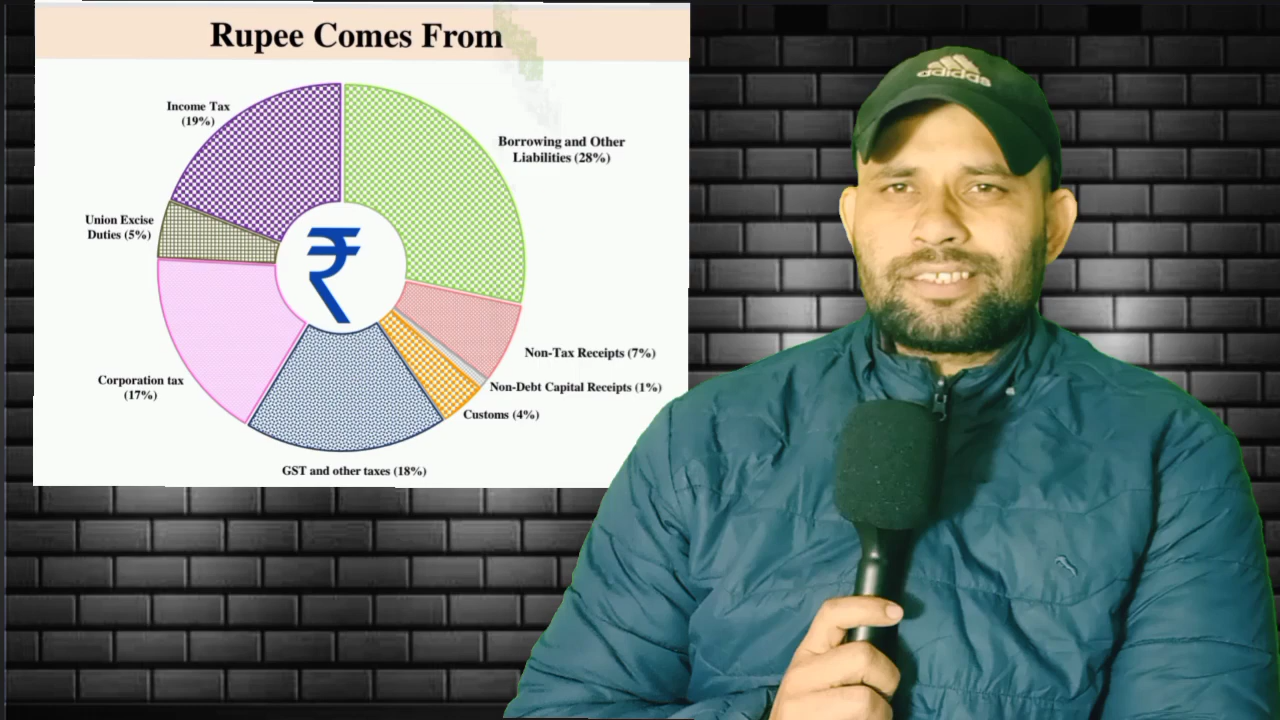 Rupee Comes From
Income Tax
(19%)
Borrowing and Other
Liabilities (28%)
Union Excise
Duties (5%)
₹
Non-Tax Receipts (7%)
Corporation tax
(17%)
Non-Debt Capital Receipts (1%)
Customs (4%)
GST and other taxes (18%)
adidas